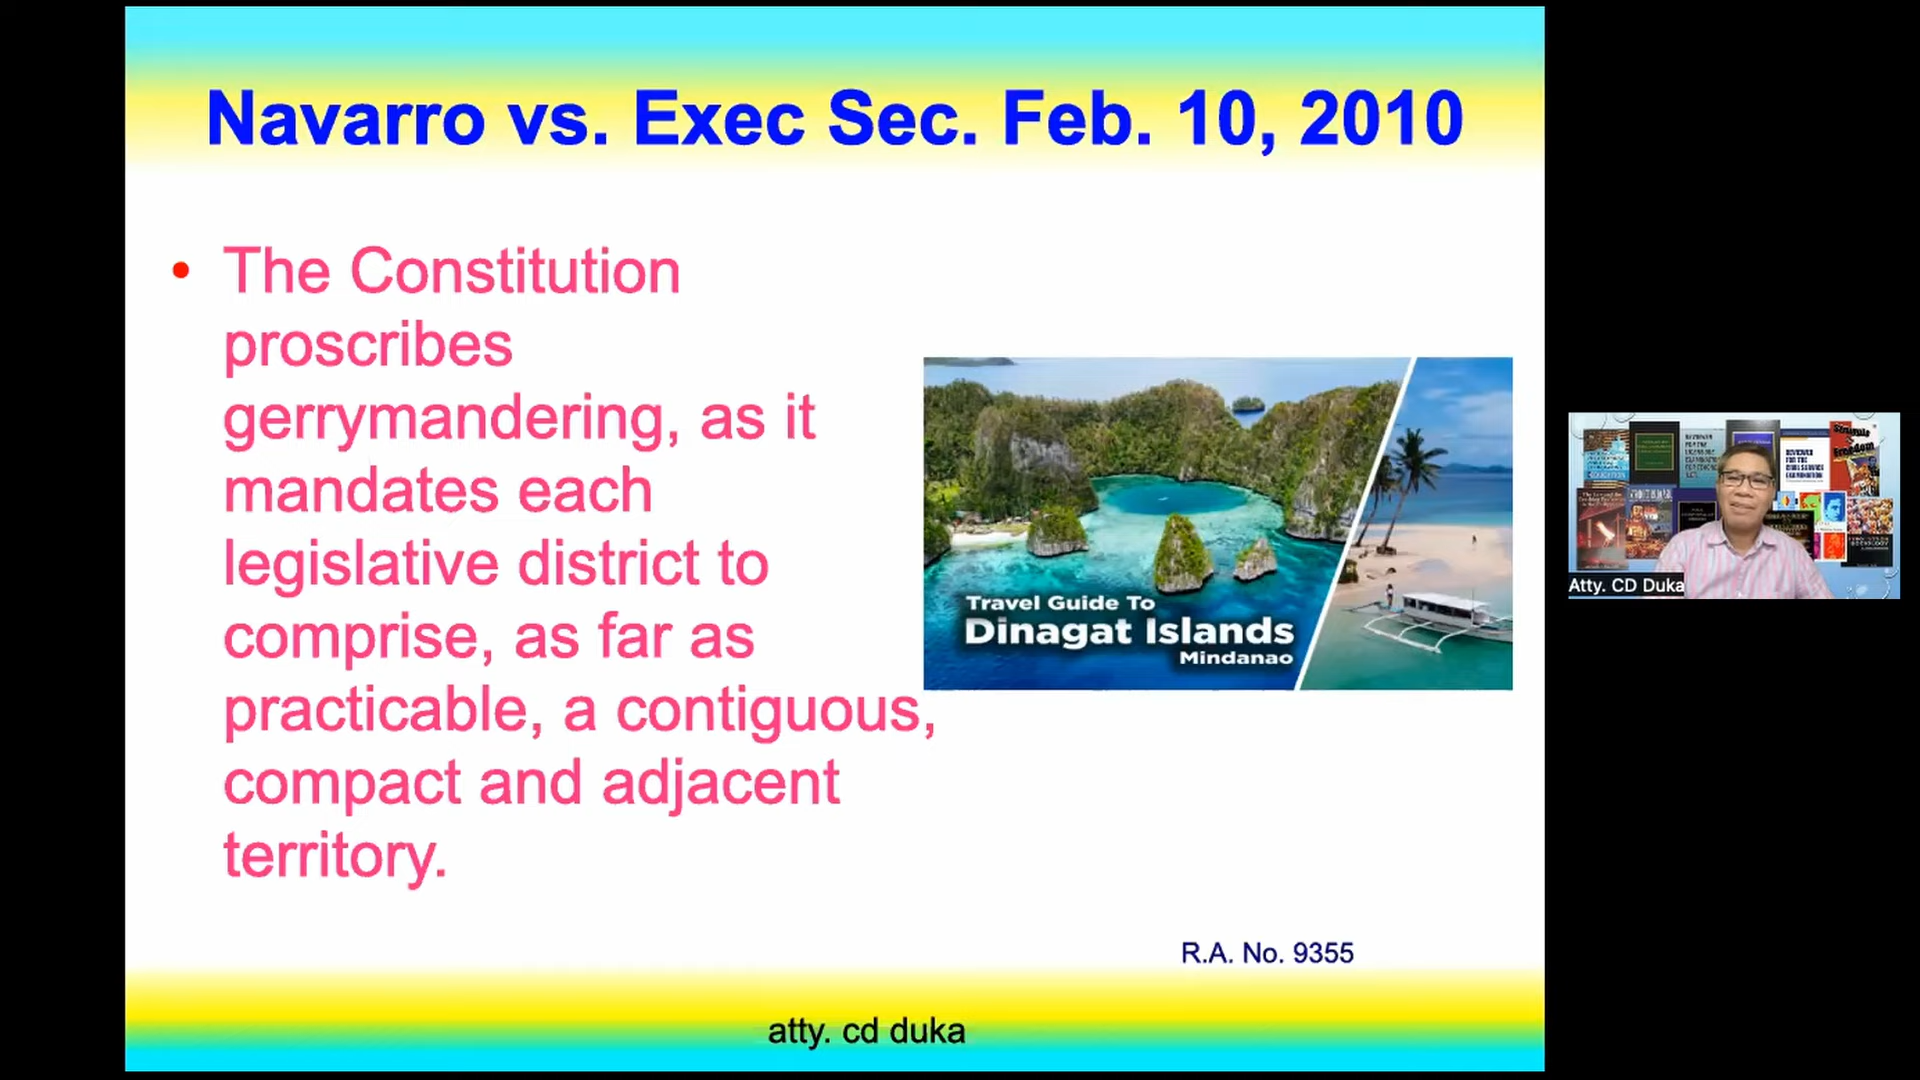 Navarro vs. Exec Sec. Feb. 10, 2010
• The Constitution
proscribes
gerrymandering, as it
mandates each
legislative district to
comprise, as far as
practicable, a contiguous,
compact and adjacent
territory.
Travel Guide To
Dinagat Islands
Mindanao
R.A. No. 9355
atty. cd duka
Atty. CD Duka